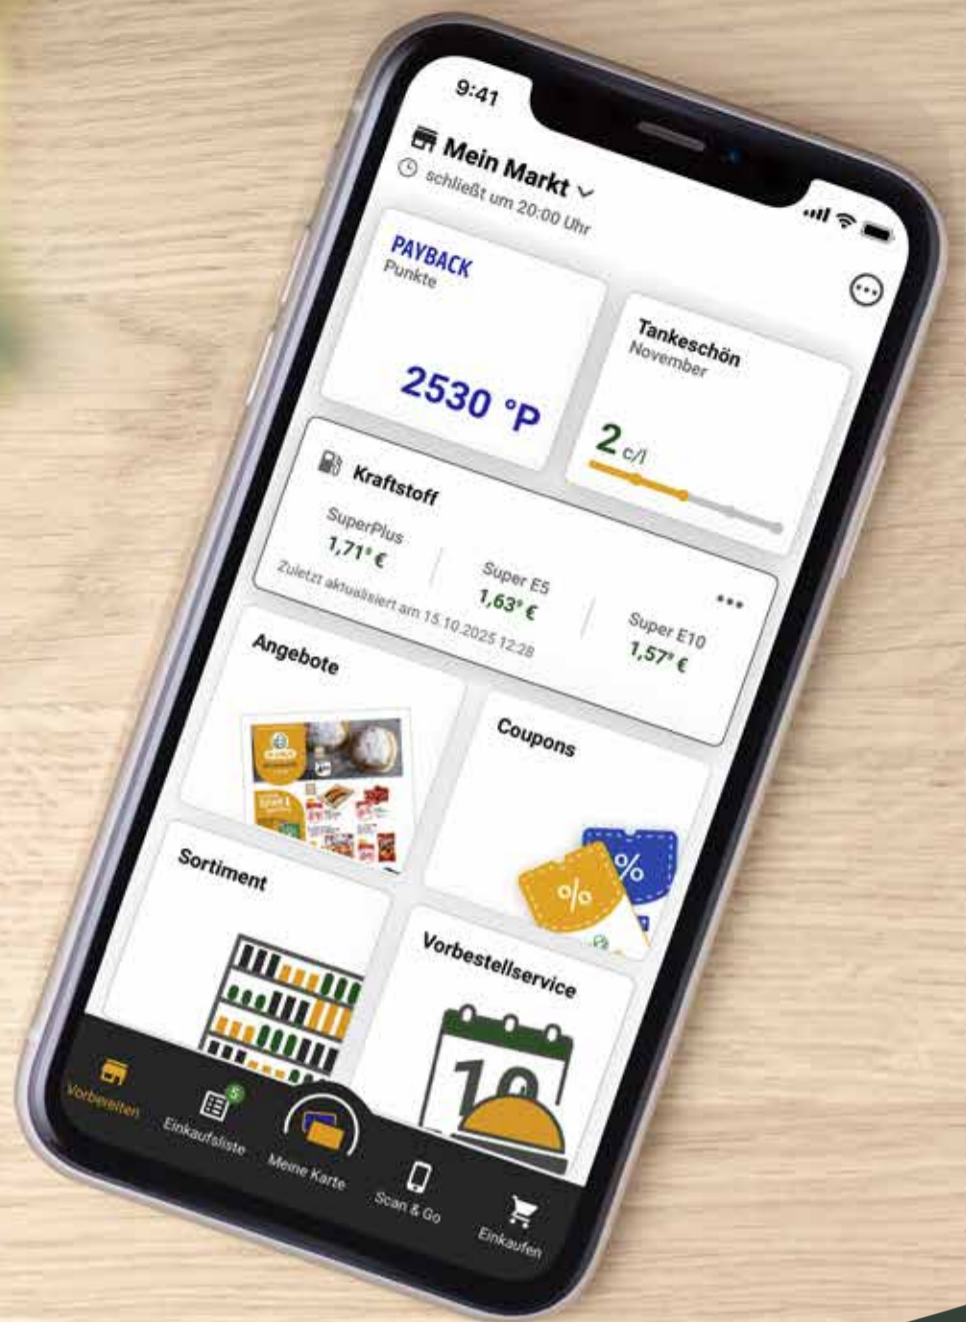 9:41
Mein Markt
schließt um 20:00 Uhr
PAYBACK
Punkte
2530 °P
Tankeschön
November
2 c/l
Kraftstoff
SuperPlus
1,71⁹ €
Super E5
1,63⁹ €
Super E10
1,57⁹ €
Zuletzt aktualisiert am 15.10.2025 12:28
Angebote
Coupons
%
%
Sortiment
Vorbestellservice
Vorbereiten
5
Einkaufsliste
Meine Karte
Scan & Go
Einkaufen